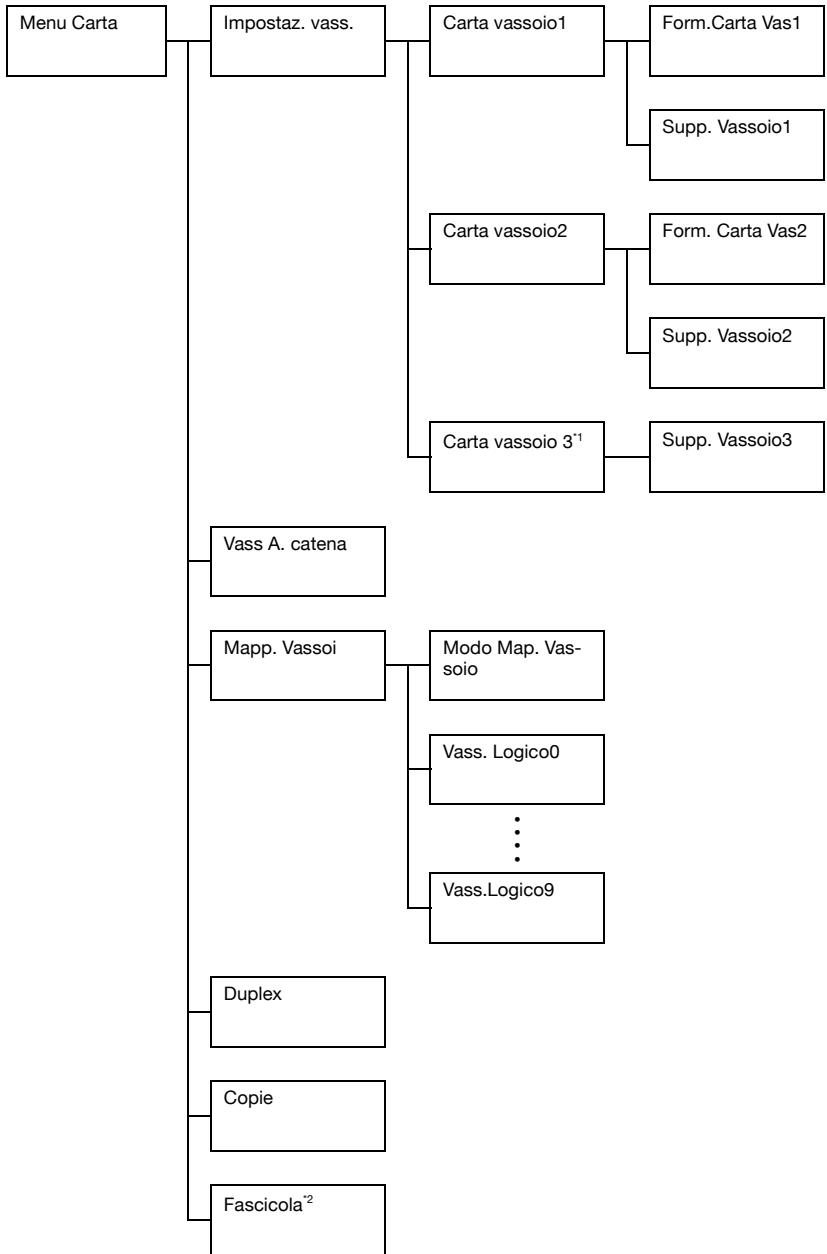 Menu Carta
Impostaz. vass.
Carta vassoio1
Form.Carta Vas1
Supp. Vassoio1
Carta vassoio2
Form. Carta Vas2
Supp. Vassoio2
Carta vassoio 3*1
Supp. Vassoio3
Vass A. catena
Mapp. Vassoi
Modo Map. Vas-
soio
Vass. Logico0
Vass.Logico9
Duplex
Copie
Fascicola*2